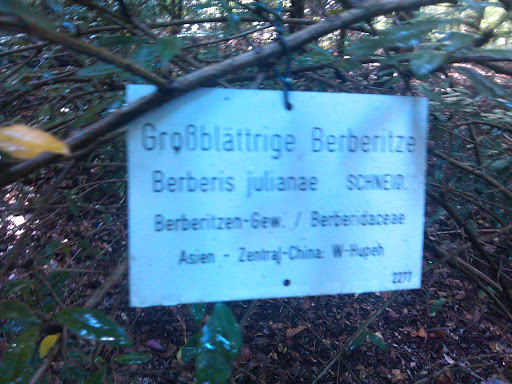 Großblättrige Berberitze
Berberis julianae SCHNEID.
Berberitzen-Gew. / Berberidaceae
Asien - Zentral-China: W-Hupeh
2277